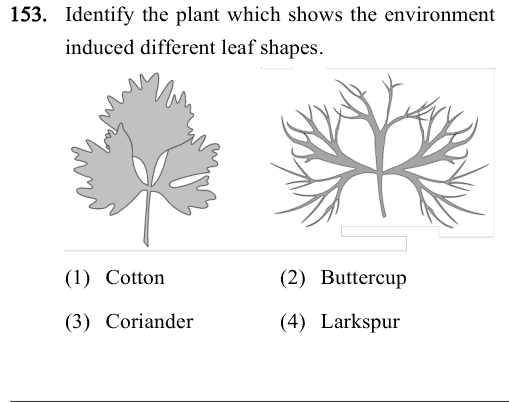 153. Identify the plant which shows the environment
induced different leaf shapes.
(1) Cotton
(2) Buttercup
(3) Coriander
(4) Larkspur